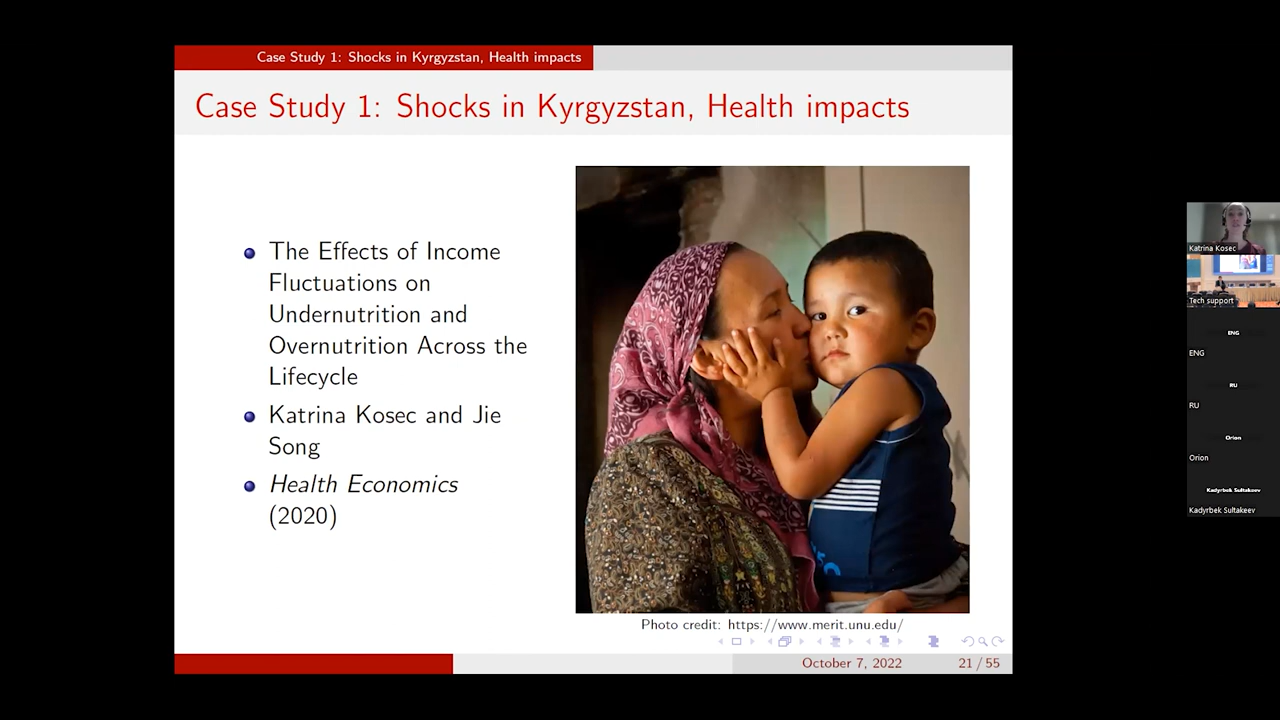 Case Study 1: Shocks in Kyrgyzstan, Health impacts
Case Study 1: Shocks in Kyrgyzstan, Health impacts
The Effects of Income
Fluctuations on
Undernutrition and
Overnutrition Across the
Lifecycle
Katrina Kosec and Jie
Song
Health Economics
(2020)
Photo credit: https://www.merit.unu.edu/
October 7, 2022
21 / 55
Katrina Kosec
Tech support
ENG
ENG
RU
RU
Orion
Orion
Kadyrbek Sultakeev
Kadyrbek Sultakeev